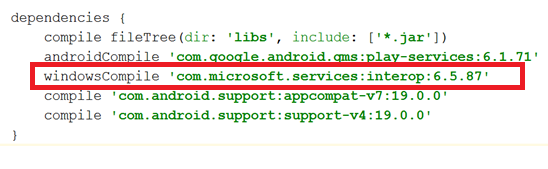 dependencies {
compile fileTree(dir: 'libs', include: ['*.jar'])
androidCompile 'com.google.android.gms:play-services:6.1.71'
windowsCompile 'com.microsoft.services:interop:6.5.87'
compile 'com.android.support:appcompat-v7:19.0.0'
compile 'com.android.support:support-v4:19.0.0'
}